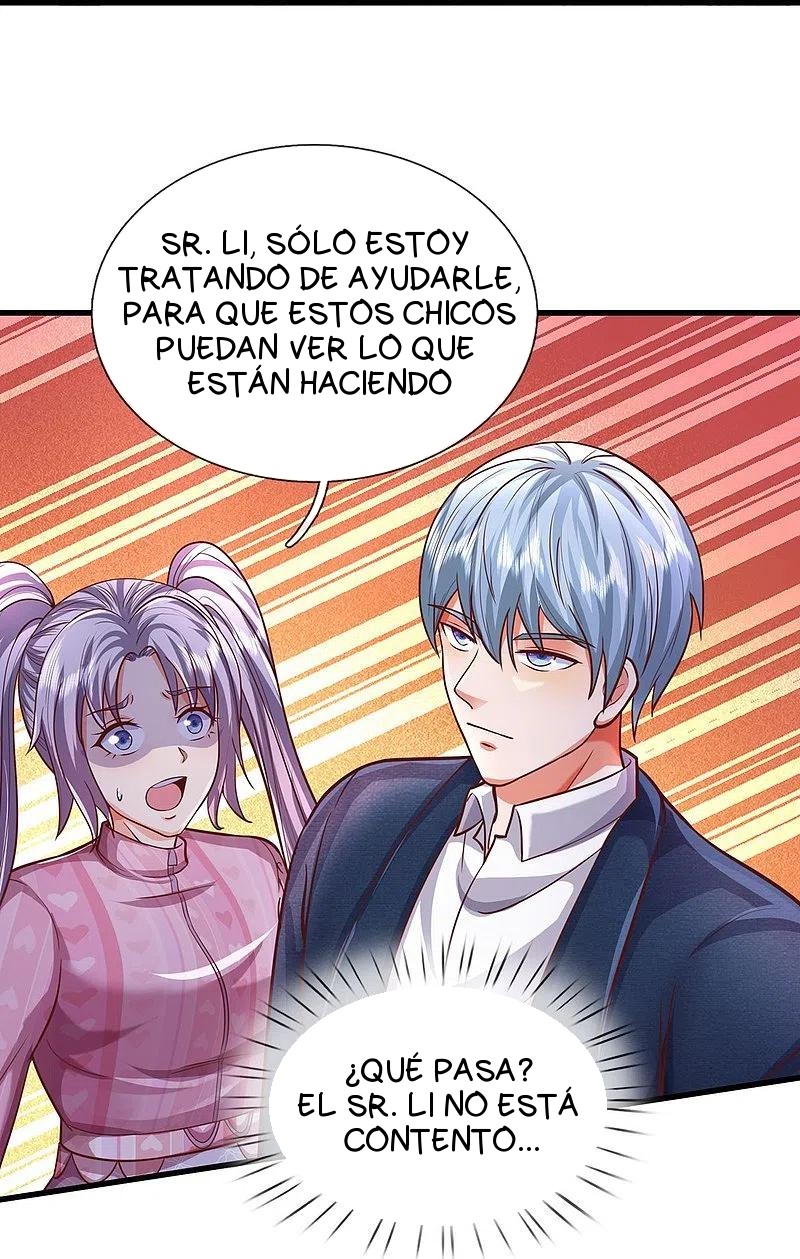 SR. LI, SÓLO ESTOY
TRATANDO DE AYUDARLE,
PARA QUE ESTOS CHICOS
PUEDAN VER LO QUE
ESTÁN HACIENDO
¿QUÉ PASA?
EL SR. LI NO ESTÁ
CONTENTO...